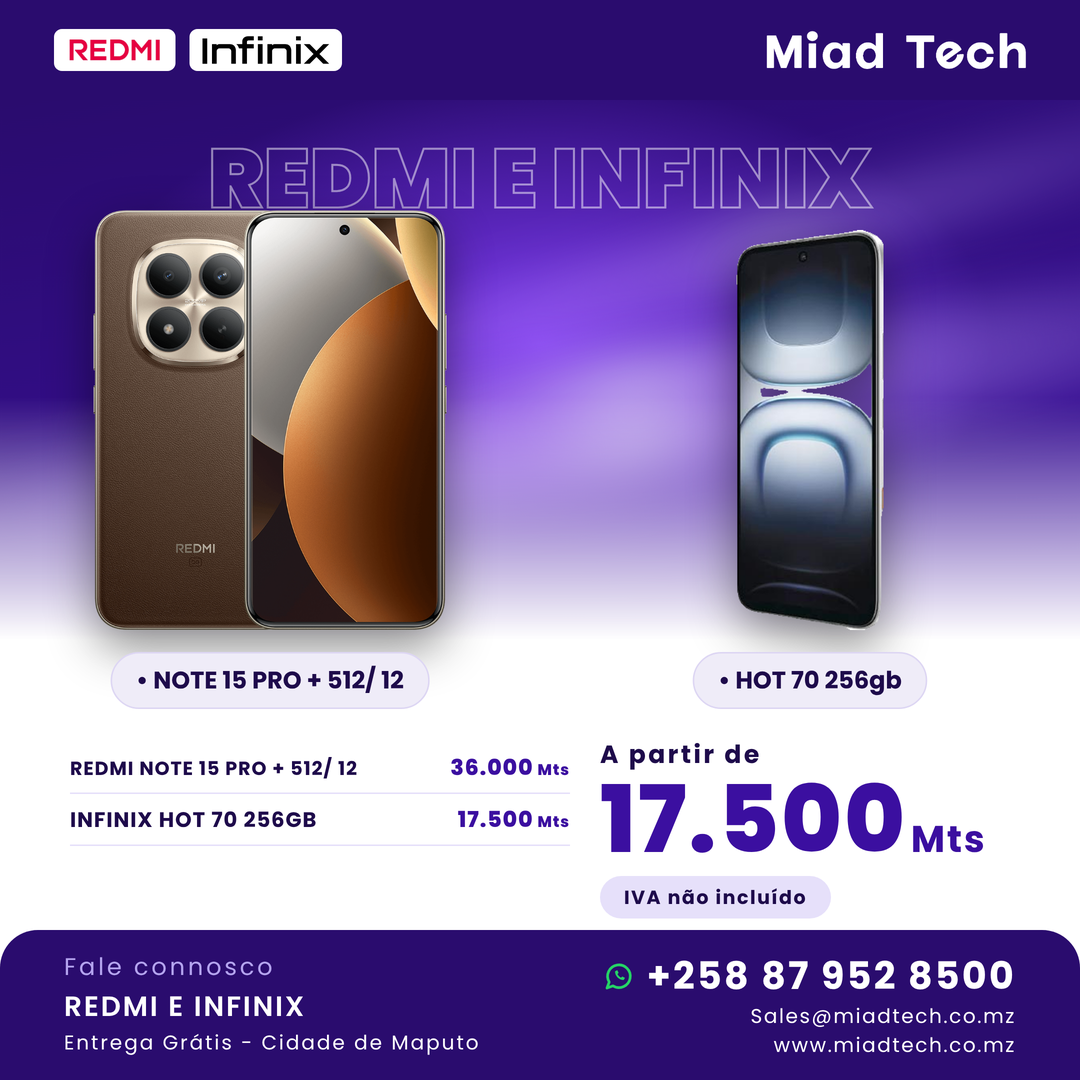 REDMI Infinix Miad Tech
REDMI E INFINIX
REDMI
• NOTE 15 PRO + 512/ 12
• HOT 70 256gb
REDMI NOTE 15 PRO + 512/ 12 36.000 Mts
INFINIX HOT 70 256GB 17.500 Mts
A partir de
17.500 Mts
IVA não incluído
Fale connosco
REDMI E INFINIX
Entrega Grátis - Cidade de Maputo
+258 87 952 8500
Sales@miadtech.co.mz
www.miadtech.co.mz